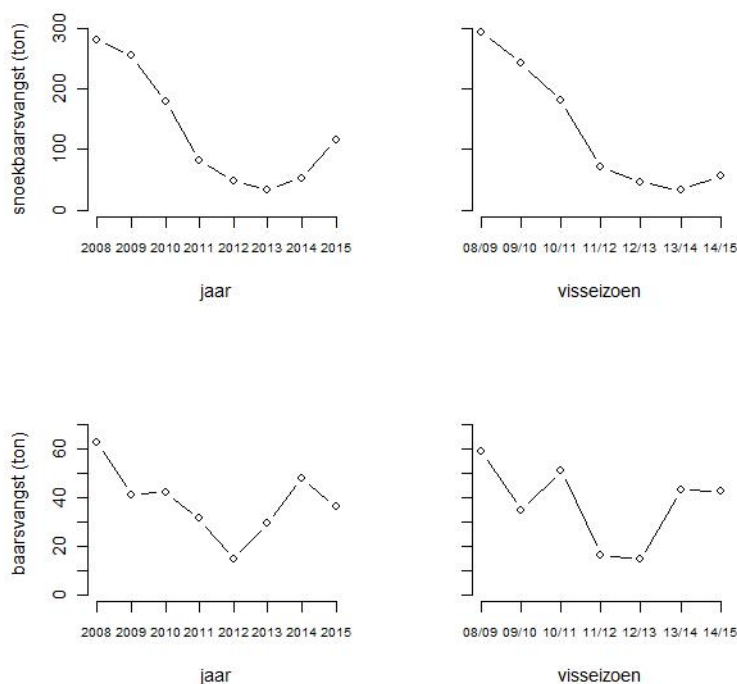 snoekbaarsvangst (ton)
300
200
100
0
2008 2009 2010 2011 2012 2013 2014 2015
jaar
08/09 09/10 10/11 11/12 12/13 13/14 14/15
visseizoen
baarsvangst (ton)
60
40
20
0
2008 2009 2010 2011 2012 2013 2014 2015
jaar
08/09 09/10 10/11 11/12 12/13 13/14 14/15
visseizoen